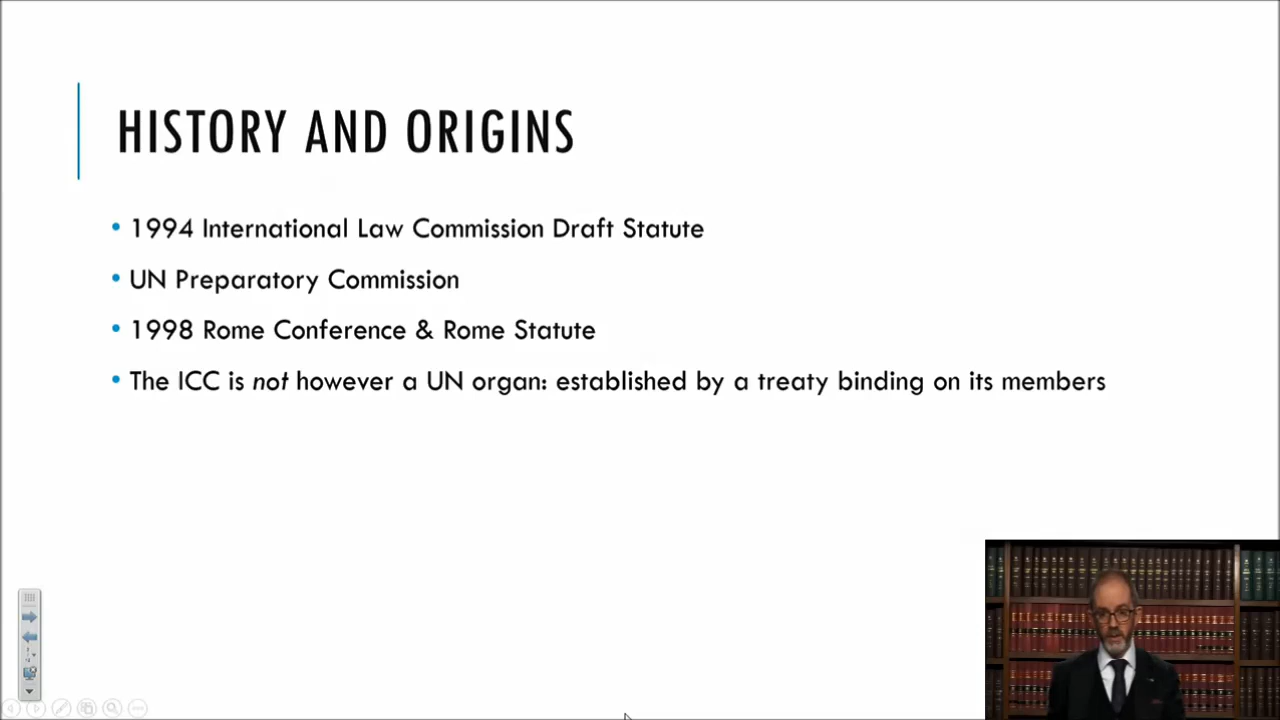 HISTORY AND ORIGINS
1994 International Law Commission Draft Statute
UN Preparatory Commission
1998 Rome Conference & Rome Statute
The ICC is not however a UN organ: established by a treaty binding on its members